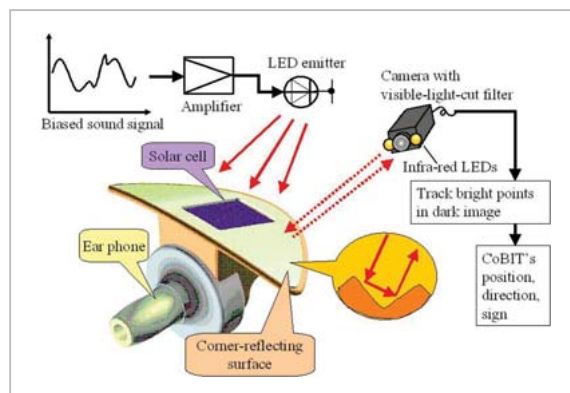 LED emitter
Camera with
visible-light-cut filter
Amplifier
Biased sound signal
Solar cell
Infra-red LEDs
Track bright points
in dark image
Ear phone
CoBIT's
position,
direction,
sign
Corner-reflecting
surface